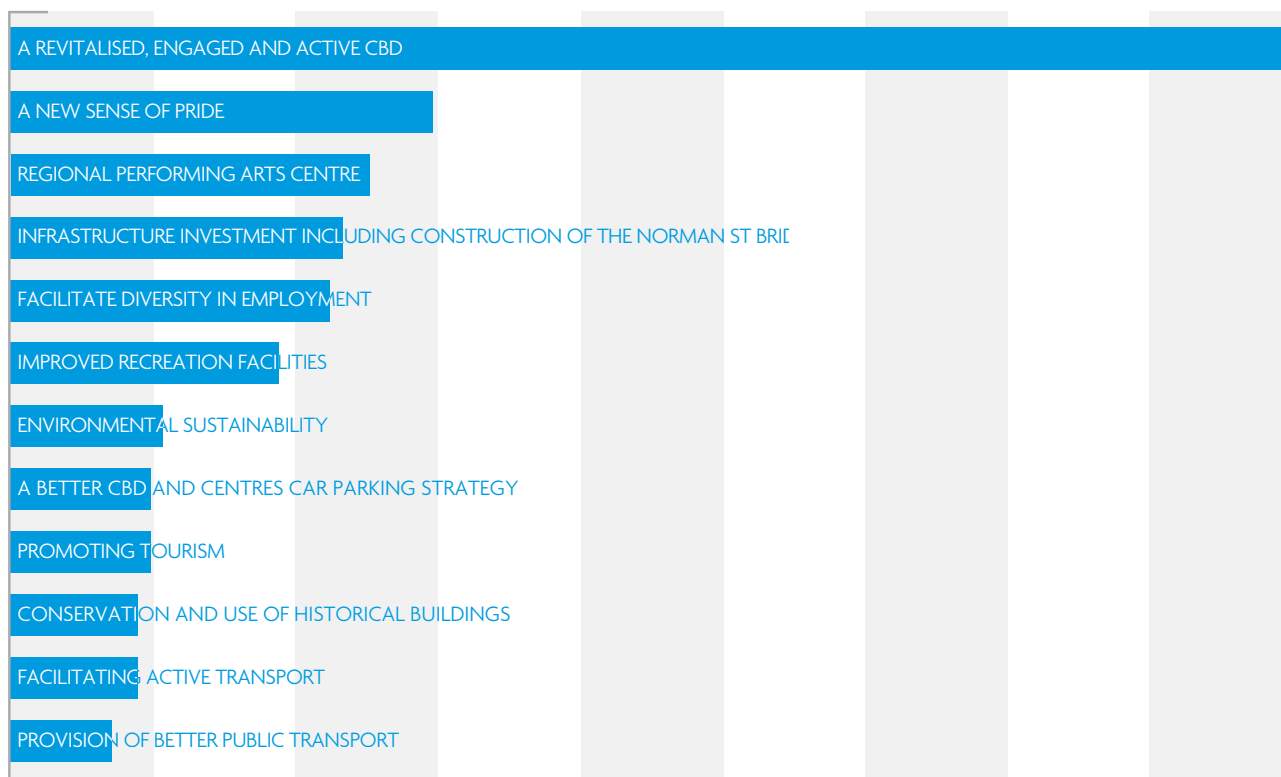 A REVITALISED, ENGAGED AND ACTIVE CBD
A NEW SENSE OF PRIDE
REGIONAL PERFORMING ARTS CENTRE
INFRASTRUCTURE INVESTMENT INCLUDING CONSTRUCTION OF THE NORMAN ST
FACILITATE DIVERSITY IN EMPLOYMENT
IMPROVED RECREATION FACILITIES
ENVIRONMENTAL SUSTAINABILITY
A BETTER CBD AND CENTRES CAR PARKING STRATEGY
PROMOTING TOURISM
CONSERVATION AND USE OF HISTORICAL BUILDINGS
FACILITATING ACTIVE TRANSPORT
PROVISION OF BETTER PUBLIC TRANSPORT